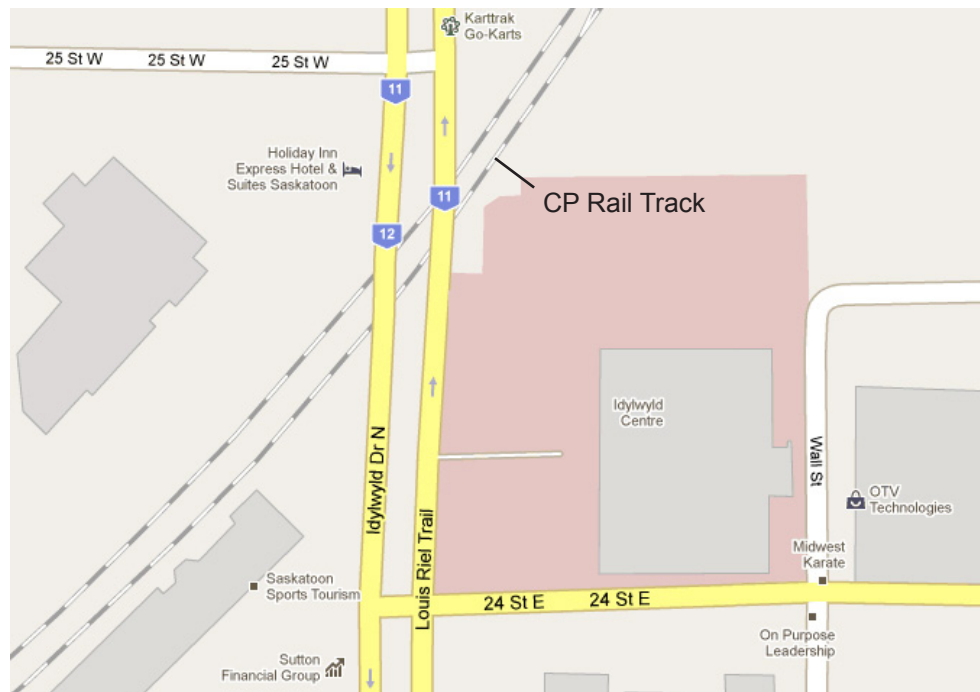 Karttrak
Go-Karts
25 St W
25 St W
25 St W
11
Holiday Inn
Express Hotel &
Suites Saskatoon
11
CP Rail Track
12
Idylwyld
Centre
Idylwyld Dr N
Wall St
OTV
Technologies
Louis Riel Trail
Midwest
Karate
Saskatoon
Sports Tourism
24 St E
24 St E
On Purpose
Leadership
Sutton
Financial Group